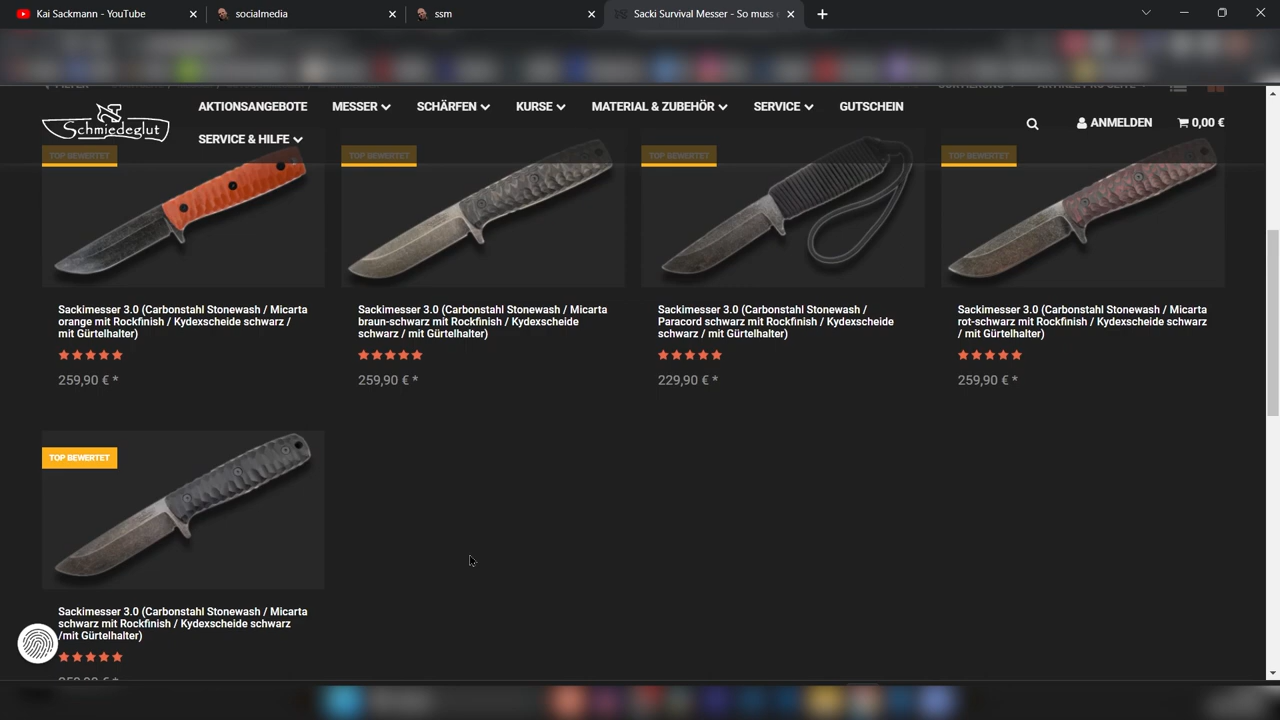 Kai Sackmann - YouTube
socialmedia
ssm
Sacki Survival Messer - So muss
Schmiedeglut
AKTIONSANGEBOTE
MESSER
SCHÄRFEN
KURSE
MATERIAL & ZUBEHÖR
SERVICE
GUTSCHEIN
SERVICE & HILFE
ANMELDEN
0,00 €
TOP BEWERTET
TOP BEWERTET
TOP BEWERTET
TOP BEWERTET
Sackimesser 3.0 (Carbonstahl Stonewash / Micarta
orange mit Rockfinish / Kydexscheide schwarz /
mit Gürtelhalter)
259,90 € *
Sackimesser 3.0 (Carbonstahl Stonewash / Micarta
braun-schwarz mit Rockfinish / Kydexscheide
schwarz / mit Gürtelhalter)
259,90 € *
Sackimesser 3.0 (Carbonstahl Stonewash /
Paracord schwarz mit Rockfinish / Kydexscheide
schwarz / mit Gürtelhalter)
229,90 € *
Sackimesser 3.0 (Carbonstahl Stonewash / Micarta
rot-schwarz mit Rockfinish / Kydexscheide schwarz
/ mit Gürtelhalter)
259,90 € *
TOP BEWERTET
Sackimesser 3.0 (Carbonstahl Stonewash / Micarta
schwarz mit Rockfinish / Kydexscheide schwarz
/mit Gürtelhalter)